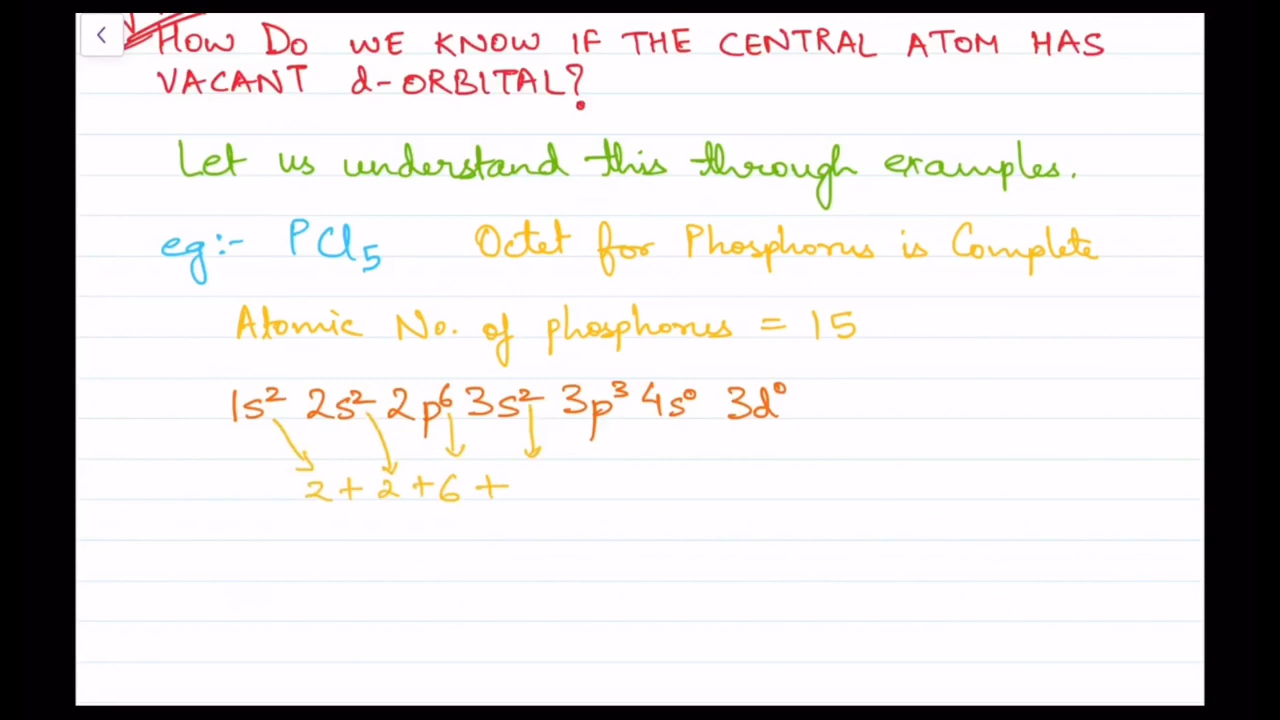 HOW DO WE KNOW IF THE CENTRAL ATOM HAS
VACANT d-ORBITAL?
Let us understand this through examples.
eg:- PCl₅ Octet for Phosphorus is Complete
Atomic No. of phosphorus = 15
1s² 2s² 2p⁶ 3s² 3p³ 4s⁰ 3d⁰
2 + 2 + 6 +